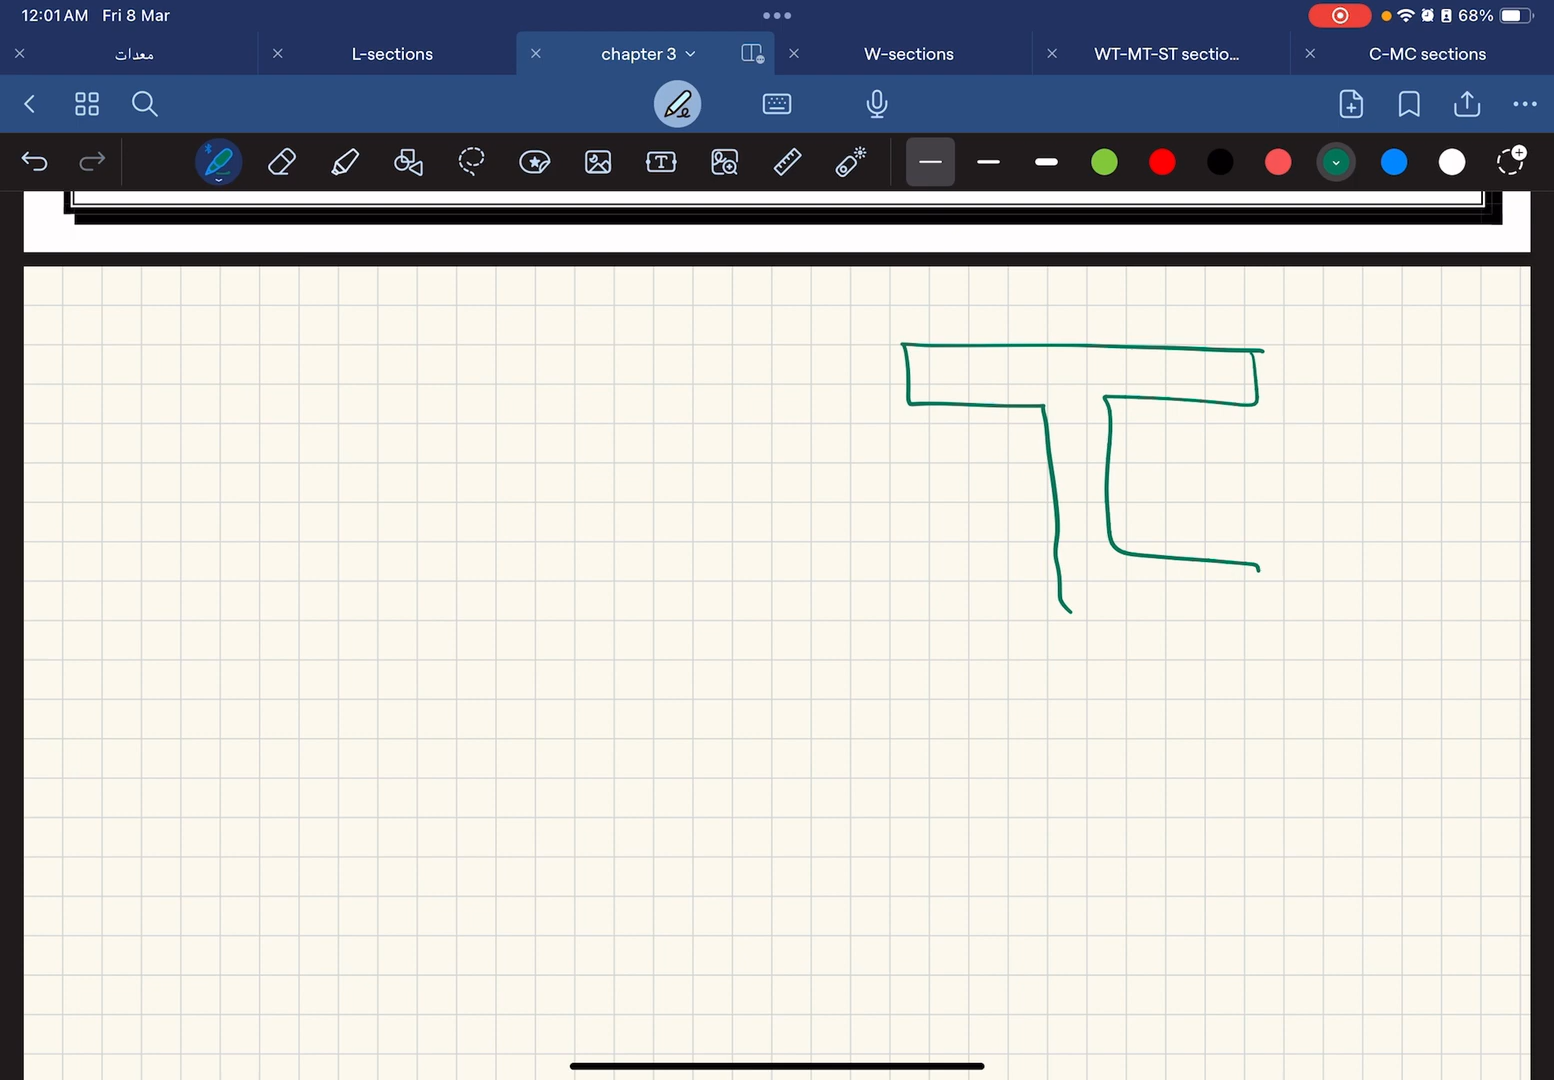 12:01 AM Fri 8 Mar
68%
معدات
L-sections
chapter 3
W-sections
WT-MT-ST sectio...
C-MC sections
T